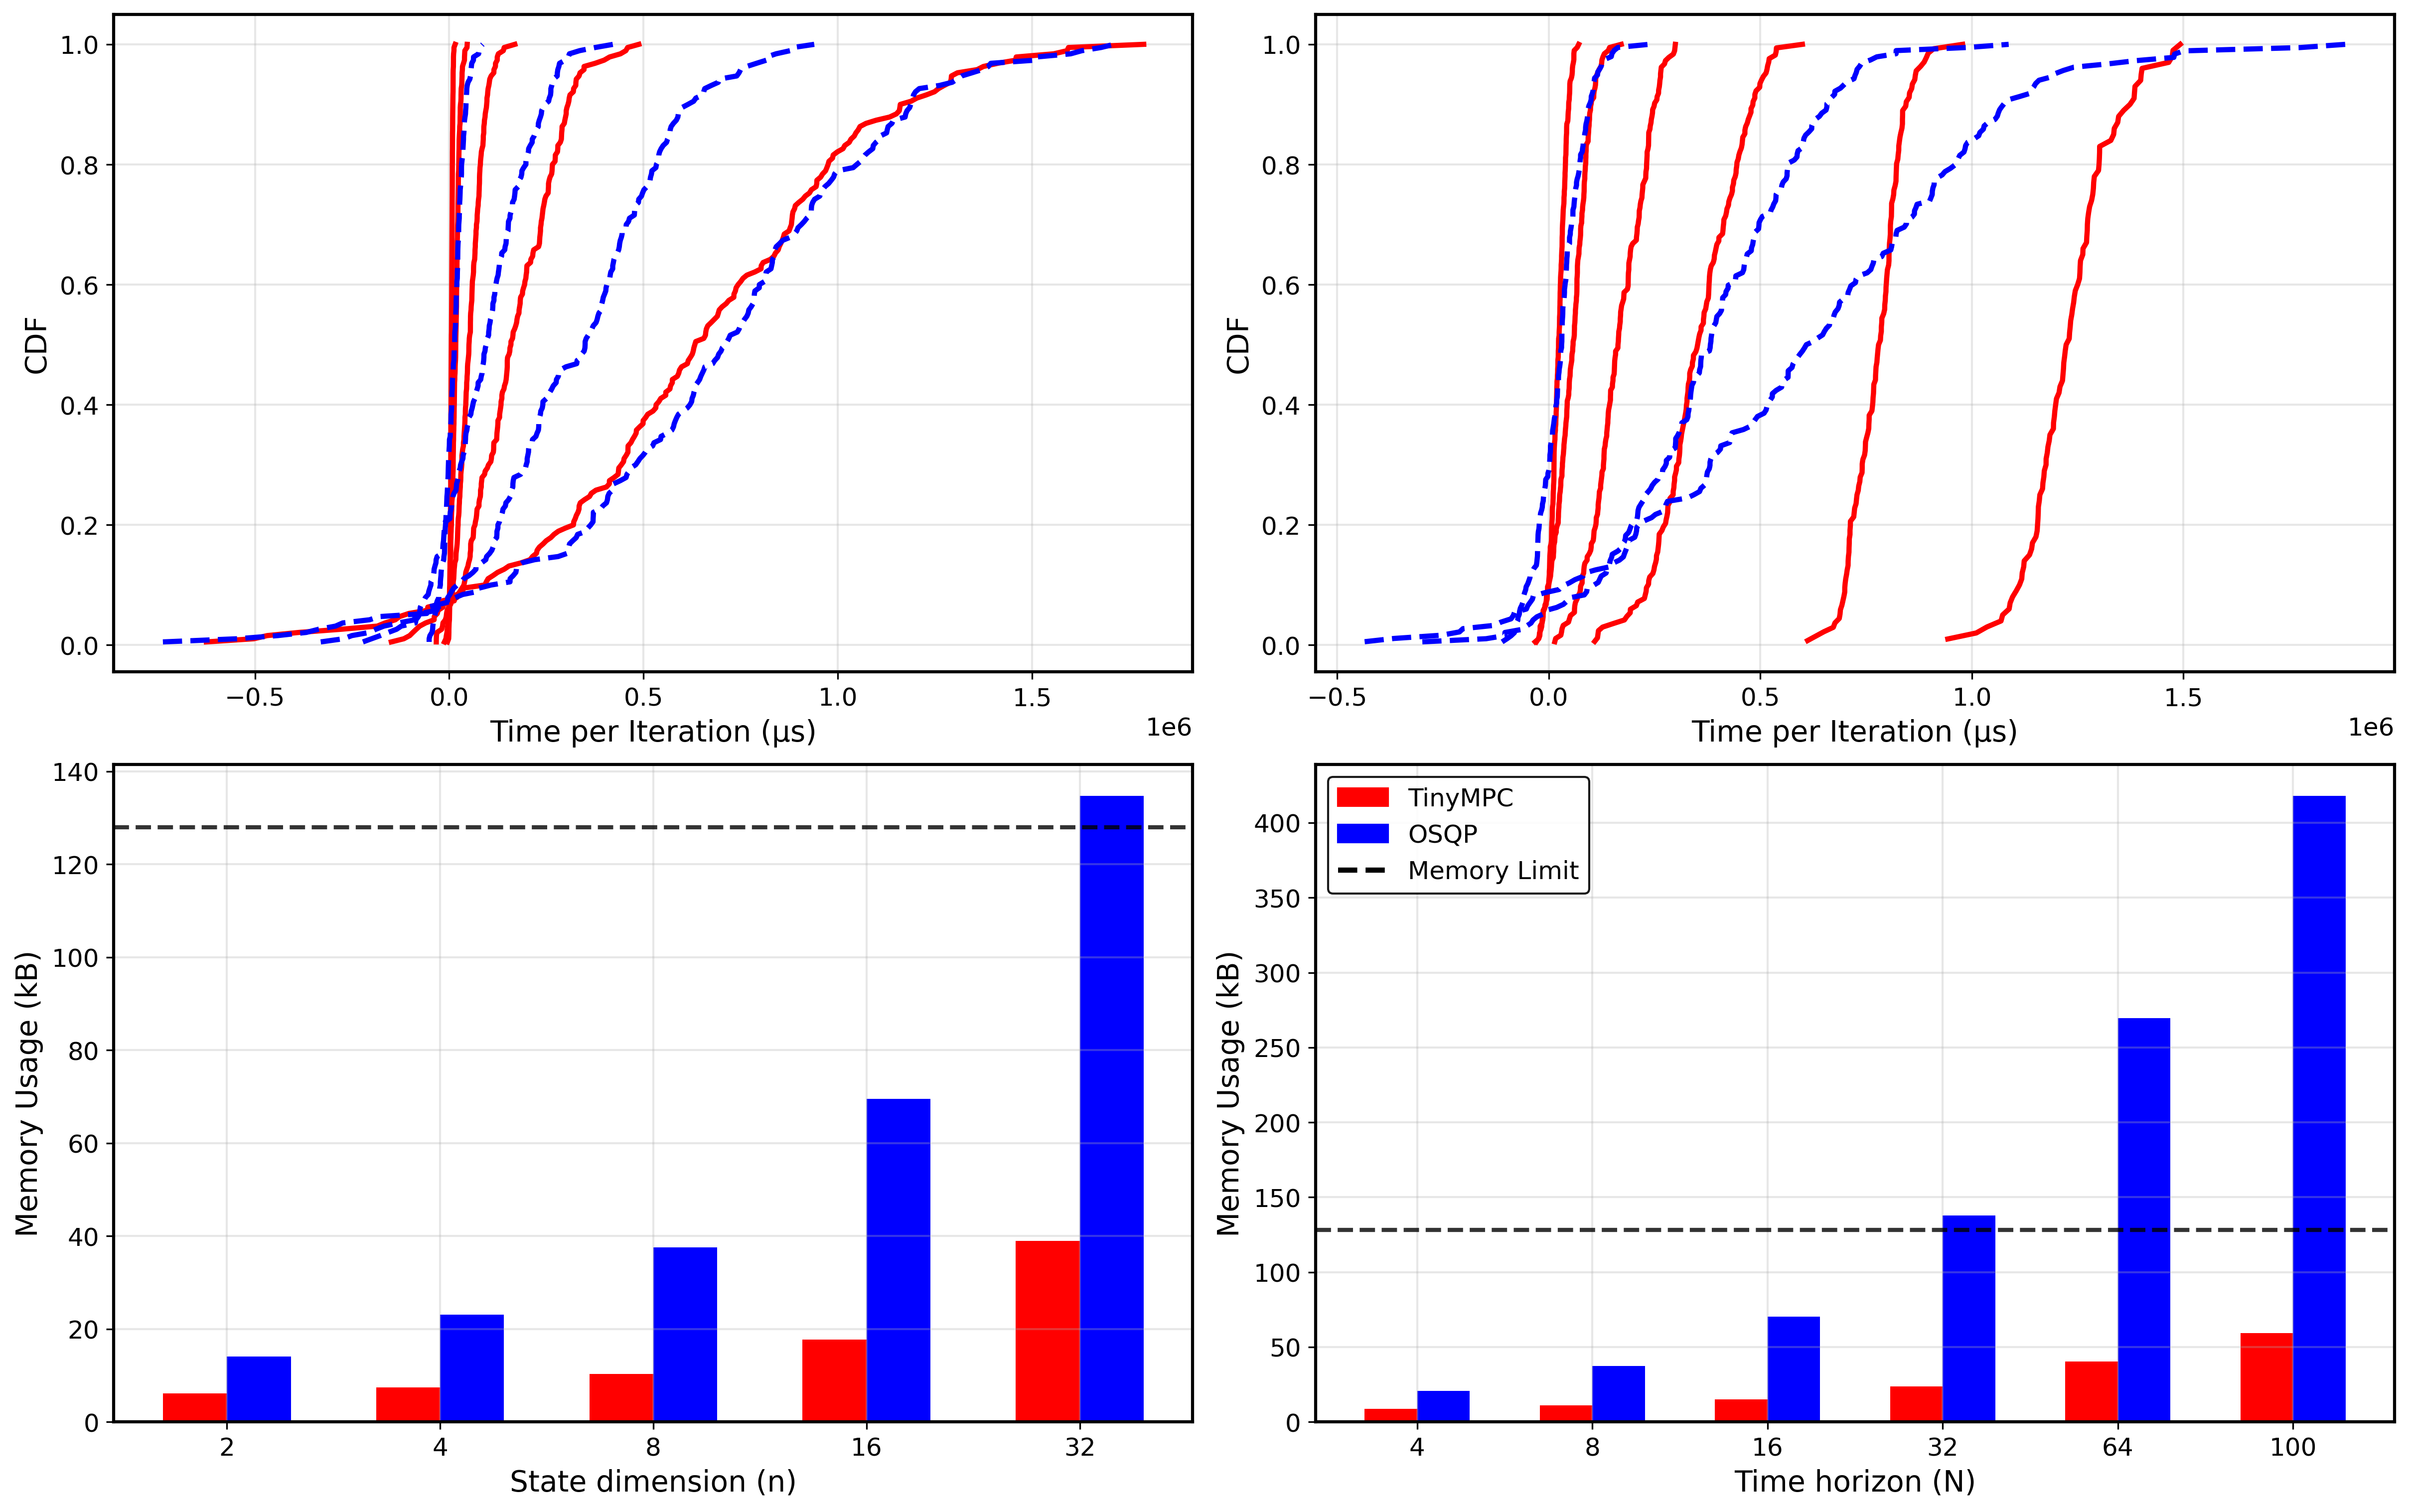 CDF
1.0
0.8
0.6
0.4
0.2
0.0
−0.5 0.0 0.5 1.0 1.5
1e6
Time per Iteration (µs)
CDF
1.0
0.8
0.6
0.4
0.2
0.0
−0.5 0.0 0.5 1.0 1.5
1e6
Time per Iteration (µs)
Memory Usage (kB)
140
120
100
80
60
40
20
0
2 4 8 16 32
State dimension (n)
Memory Usage (kB)
400
350
300
250
200
150
100
50
0
TinyMPC
OSQP
Memory Limit
4 8 16 32 64 100
Time horizon (N)